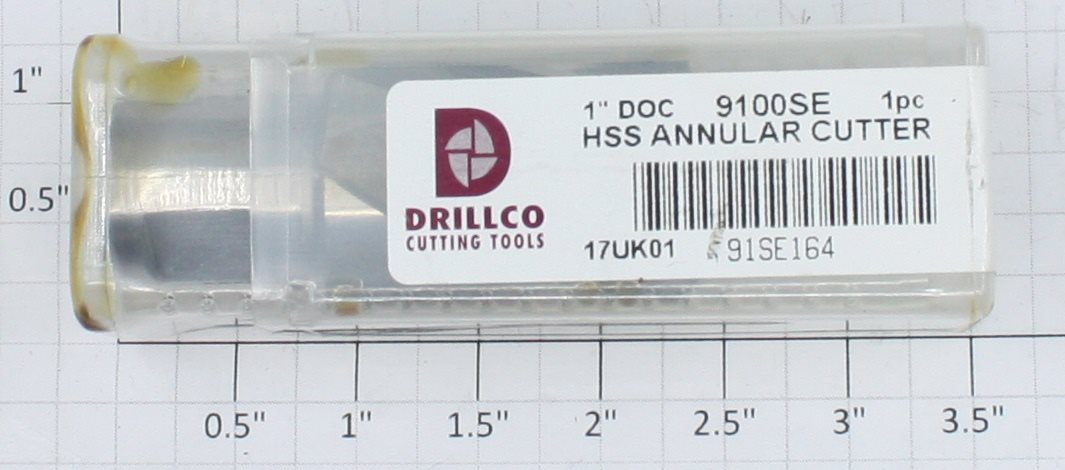 1"
0.5"
DRILLCO
CUTTING TOOLS
1" DOC 9100SE 1pc
HSS ANNULAR CUTTER
17UK01 91SE164
0.5" 1" 1.5" 2" 2.5" 3" 3.5"